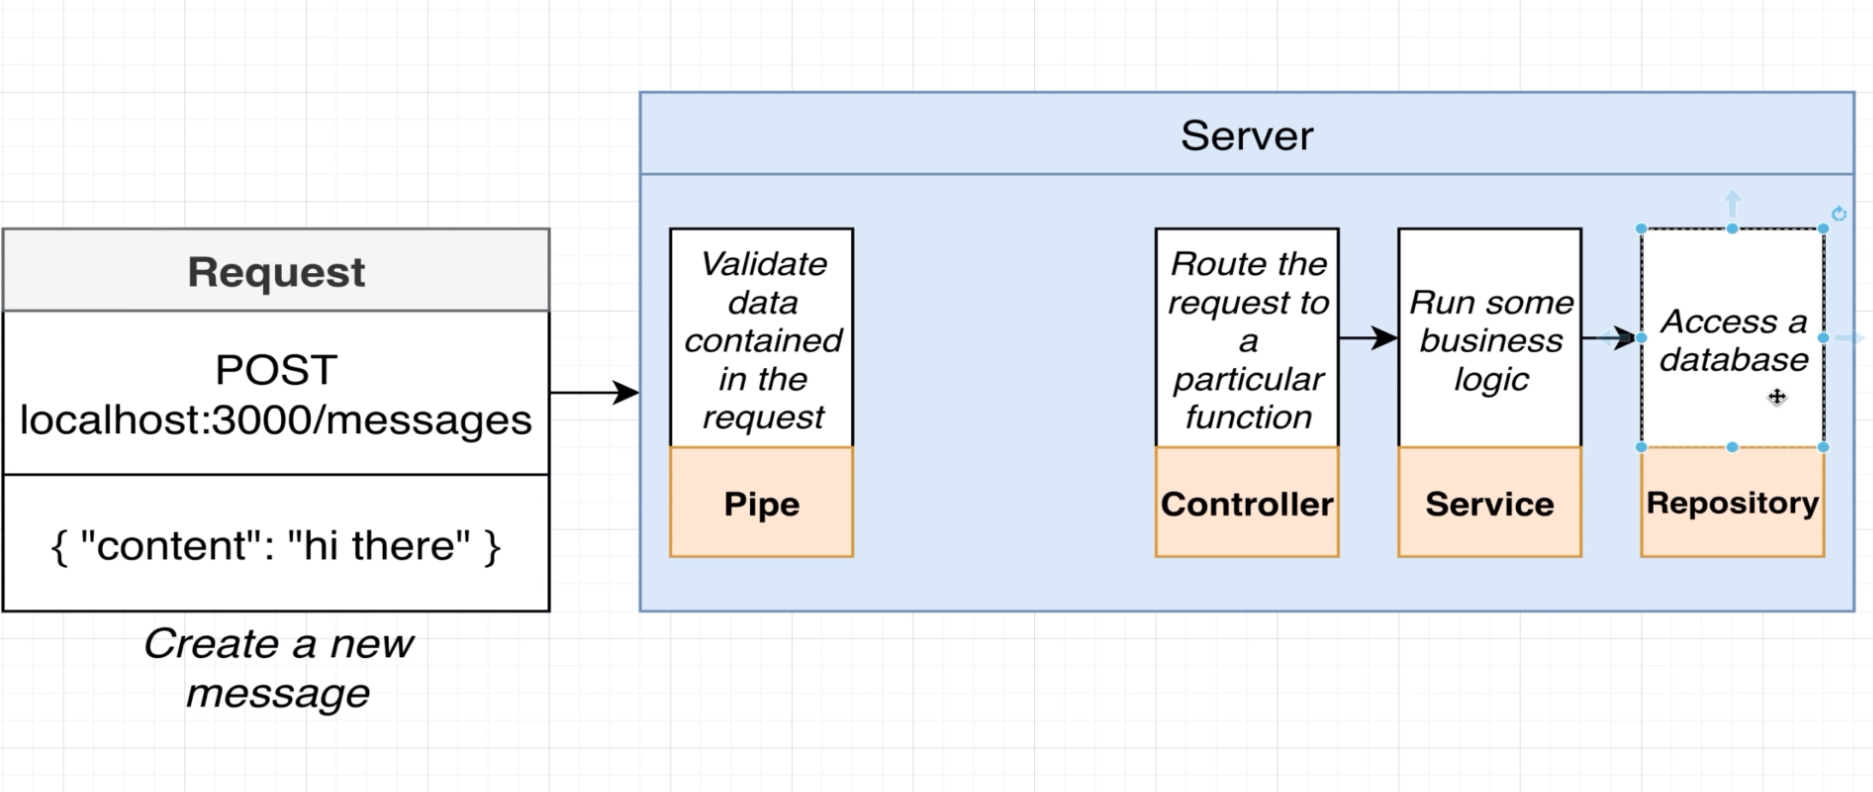 Server
Request
POST
localhost:3000/messages
{ "content": "hi there" }
Create a new
message
Validate
data
contained
in the
request
Pipe
Route the
request to
a
particular
function
Controller
Run some
business
logic
Service
Access a
database
Repository